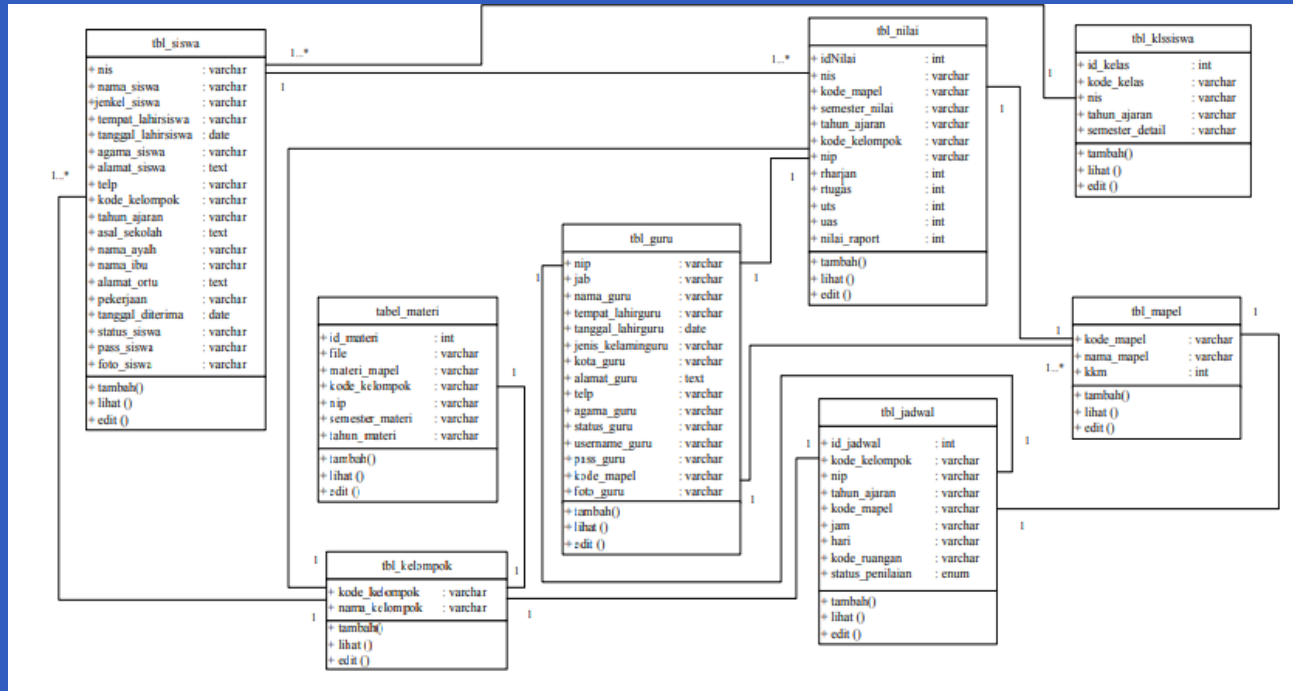 tbl_siswa
+ nis : varchar
+ nama_siswa : varchar
+jenkel_siswa : varchar
+ tempat_lahirsiswa : varchar
+ tanggal_lahirsiswa : date
+ agama_siswa : varchar
+ alamat_siswa : text
+ telp : varchar
+ kode_kelompok : varchar
+ tahun_ajaran : varchar
+ asal_sekolah : text
+ nama_ayah : varchar
+ nama_ibu : varchar
+ alamat_ortu : text
+ pekerjaan : varchar
+ tanggal_diterima : date
+ status_siswa : varchar
+ pass_siswa : varchar
+ foto_siswa : varchar
+ tambah()
+ lihat ()
+ edit ()
1...*
1
1...*
1...*
tbl_nilai
+ idNilai : int
+ nis : varchar
+ kode_mapel : varchar
+ semester_nilai : varchar
+ tahun_ajaran : varchar
+ kode_kelompok : varchar
+ nip : varchar
+ rharjan : int
+ rtugas : int
+ uts : int
+ uas : int
+ nilai_raport : int
+ tambah()
+ lihat ()
+ edit ()
1
1
1
tbl_klssiswa
+ id_kelas : int
+ kode_kelas : varchar
+ nis : varchar
+ tahun_ajaran : varchar
+ semester_detail : varchar
+ tambah()
+ lihat ()
+ edit ()
tbl_guru
+ nip : varchar
+ jab : varchar
+ nama_guru : varchar
+ tempat_lahirguru : varchar
+ tanggal_lahirguru : date
+ jenis_kelaminguru : varchar
+ kota_guru : varchar
+ alamat_guru : text
+ telp : varchar
+ agama_guru : varchar
+ status_guru : varchar
+ username_guru : varchar
+ pass_guru : varchar
+ kode_mapel : varchar
+ foto_guru : varchar
+ tambah()
+ lihat ()
+ edit ()
1
1
1
tabel_materi
+ id_materi : int
+ file : varchar
+ materi_mapel : varchar
+ kode_kelompok : varchar
+ nip : varchar
+ semester_materi : varchar
+ tahun_materi : varchar
+ tambah()
+ lihat ()
+ edit ()
1
tbl_mapel
+ kode_mapel : varchar
+ nama_mapel : varchar
+ kkm : int
+ tambah()
+ lihat ()
+ edit ()
1
1
1...*
tbl_jadwal
+ id_jadwal : int
+ kode_kelompok : varchar
+ nip : varchar
+ tahun_ajaran : varchar
+ kode_mapel : varchar
+ jam : varchar
+ hari : varchar
+ kode_ruangan : varchar
+ status_penilaian : enum
+ tambah()
+ lihat ()
+ edit ()
1
1
1
tbl_kelompok
+ kode_kelompok : varchar
+ nama_kelompok : varchar
+ tambah()
+ lihat ()
+ edit ()
1
1
1
1